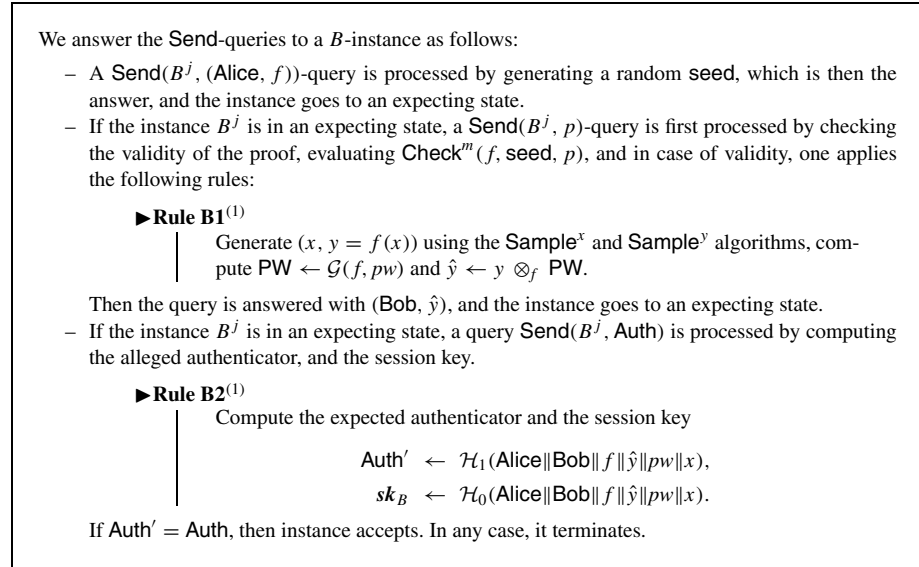 We answer the Send-queries to a B-instance as follows:
– A Send(B^j, (Alice, f))-query is processed by generating a random seed, which is then the
answer, and the instance goes to an expecting state.
– If the instance B^j is in an expecting state, a Send(B^j, p)-query is first processed by checking
the validity of the proof, evaluating Check^m(f, seed, p), and in case of validity, one applies
the following rules:
▶Rule B1^(1)
Generate (x, y = f(x)) using the Sample^x and Sample^y algorithms, com-
pute PW ← 𝒢(f, pw) and ŷ ← y ⊗_f PW.
Then the query is answered with (Bob, ŷ), and the instance goes to an expecting state.
– If the instance B^j is in an expecting state, a query Send(B^j, Auth) is processed by computing
the alleged authenticator, and the session key.
▶Rule B2^(1)
Compute the expected authenticator and the session key
Auth′ ← ℋ_1(Alice‖Bob‖f‖ŷ‖pw‖x),
sk_B ← ℋ_0(Alice‖Bob‖f‖ŷ‖pw‖x).
If Auth′ = Auth, then instance accepts. In any case, it terminates.